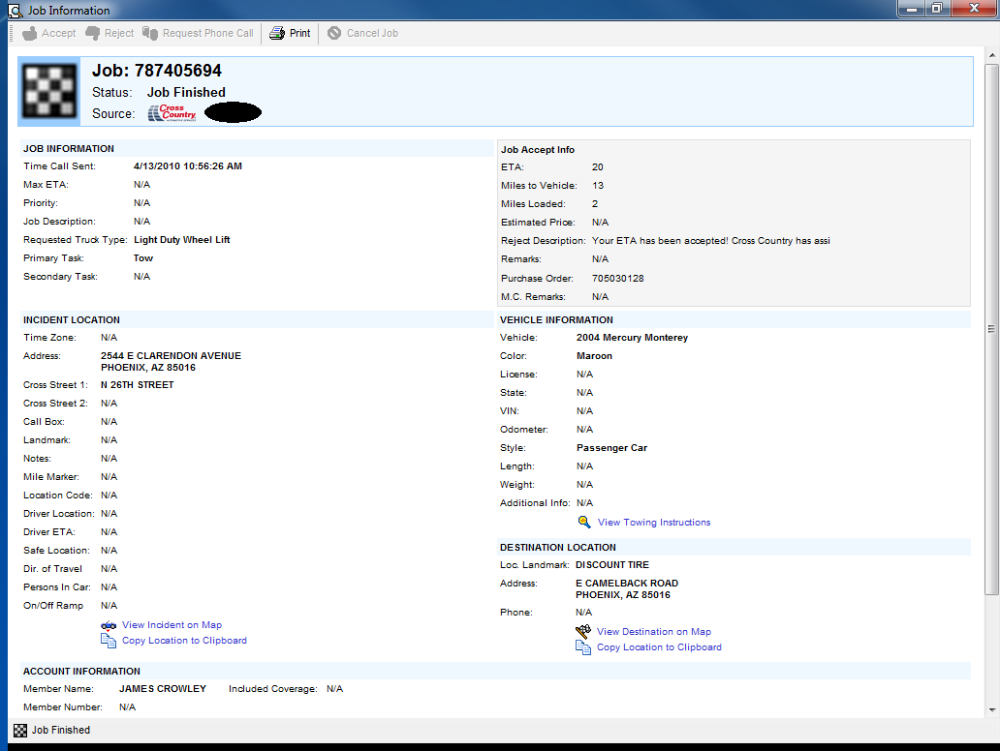 Job Information
Accept Reject Request Phone Call Print Cancel Job
Job: 787405694
Status: Job Finished
Source: Cross Country
JOB INFORMATION
Time Call Sent: 4/13/2010 10:56:26 AM
Max ETA: N/A
Priority: N/A
Job Description: N/A
Requested Truck Type: Light Duty Wheel Lift
Primary Task: Tow
Secondary Task: N/A
Job Accept Info
ETA: 20
Miles to Vehicle: 13
Miles Loaded: 2
Estimated Price: N/A
Reject Description: Your ETA has been accepted! Cross Country has assi
Remarks: N/A
Purchase Order: 705030128
M.C. Remarks: N/A
INCIDENT LOCATION
Time Zone: N/A
Address: 2544 E CLARENDON AVENUE
PHOENIX, AZ 85016
Cross Street 1: N 26TH STREET
Cross Street 2: N/A
Call Box: N/A
Landmark: N/A
Notes: N/A
Mile Marker: N/A
Location Code: N/A
Driver Location: N/A
Driver ETA: N/A
Safe Location: N/A
Dir. of Travel N/A
Persons In Car: N/A
On/Off Ramp N/A
View Incident on Map
Copy Location to Clipboard
VEHICLE INFORMATION
Vehicle: 2004 Mercury Monterey
Color: Maroon
License: N/A
State: N/A
VIN: N/A
Odometer: N/A
Style: Passenger Car
Length: N/A
Weight: N/A
Additional Info: N/A
View Towing Instructions
DESTINATION LOCATION
Loc. Landmark: DISCOUNT TIRE
Address: E CAMELBACK ROAD
PHOENIX, AZ 85016
Phone: N/A
View Destination on Map
Copy Location to Clipboard
ACCOUNT INFORMATION
Member Name: JAMES CROWLEY Included Coverage: N/A
Member Number: N/A
Job Finished